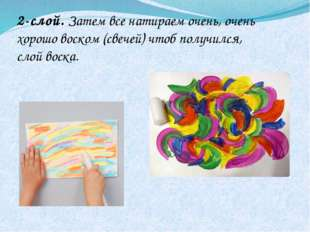 2-слой. Затем все натираем очень, очень
хорошо воском (свечей) чтоб получился,
слой воска.